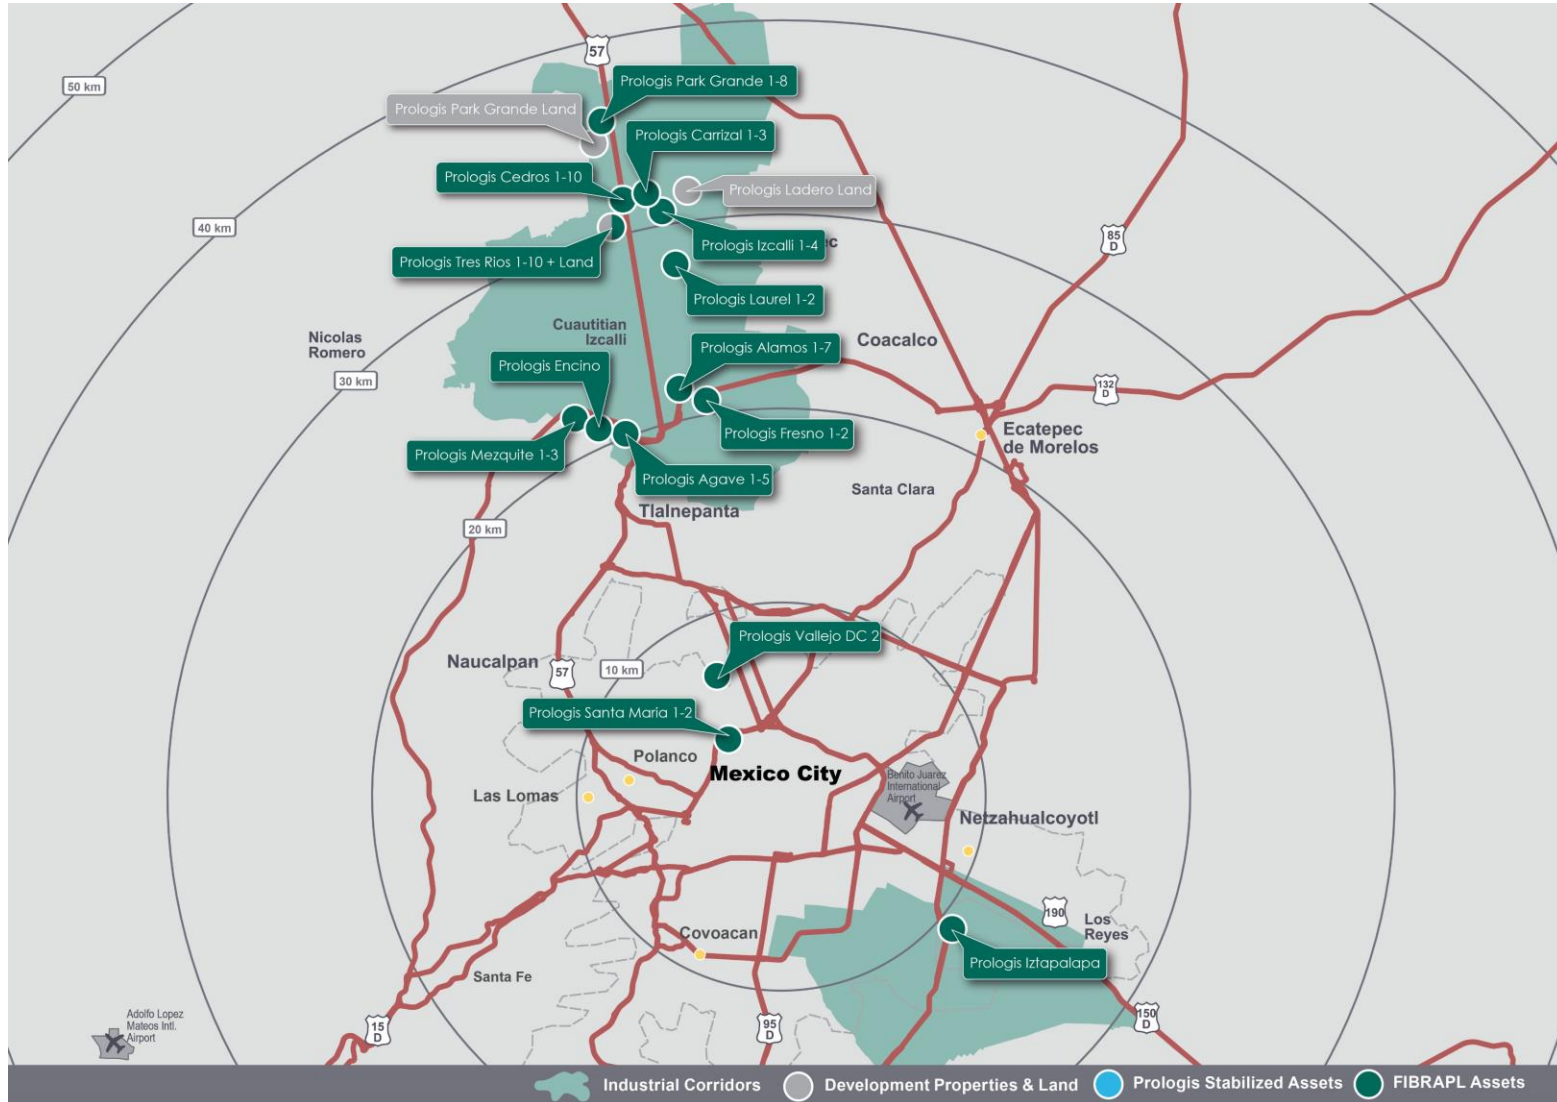 57
50 km
Prologis Park Grande 1-8
Prologis Park Grande Land
Prologis Carrizal 1-3
Prologis Cedros 1-10
Prologis Ladero Land
40 km
85
D
Prologis Izcalli 1-4
ec
Prologis Tres Rios 1-10 + Land
Prologis Laurel 1-2
Nicolas
Romero
Cuautitian
Izcalli
Coacalco
Prologis Alamos 1-7
Prologis Encino
30 km
132
D
Prologis Fresno 1-2
Ecatepec
de Morelos
Prologis Mezquite 1-3
Prologis Agave 1-5
Santa Clara
Tlalnepanta
20 km
Prologis Vallejo DC 2
Naucalpan
57
10 km
Prologis Santa Maria 1-2
Polanco
Mexico City
Benito Juarez
International
Airport
Las Lomas
Netzahualcoyotl
190
Los
Reyes
Covoacan
Prologis Iztapalapa
Santa Fe
Adolfo Lopez
Mateos Intl.
Airport
15
D
95
D
150
D
Industrial Corridors
Development Properties & Land
Prologis Stabilized Assets
FIBRAPL Assets